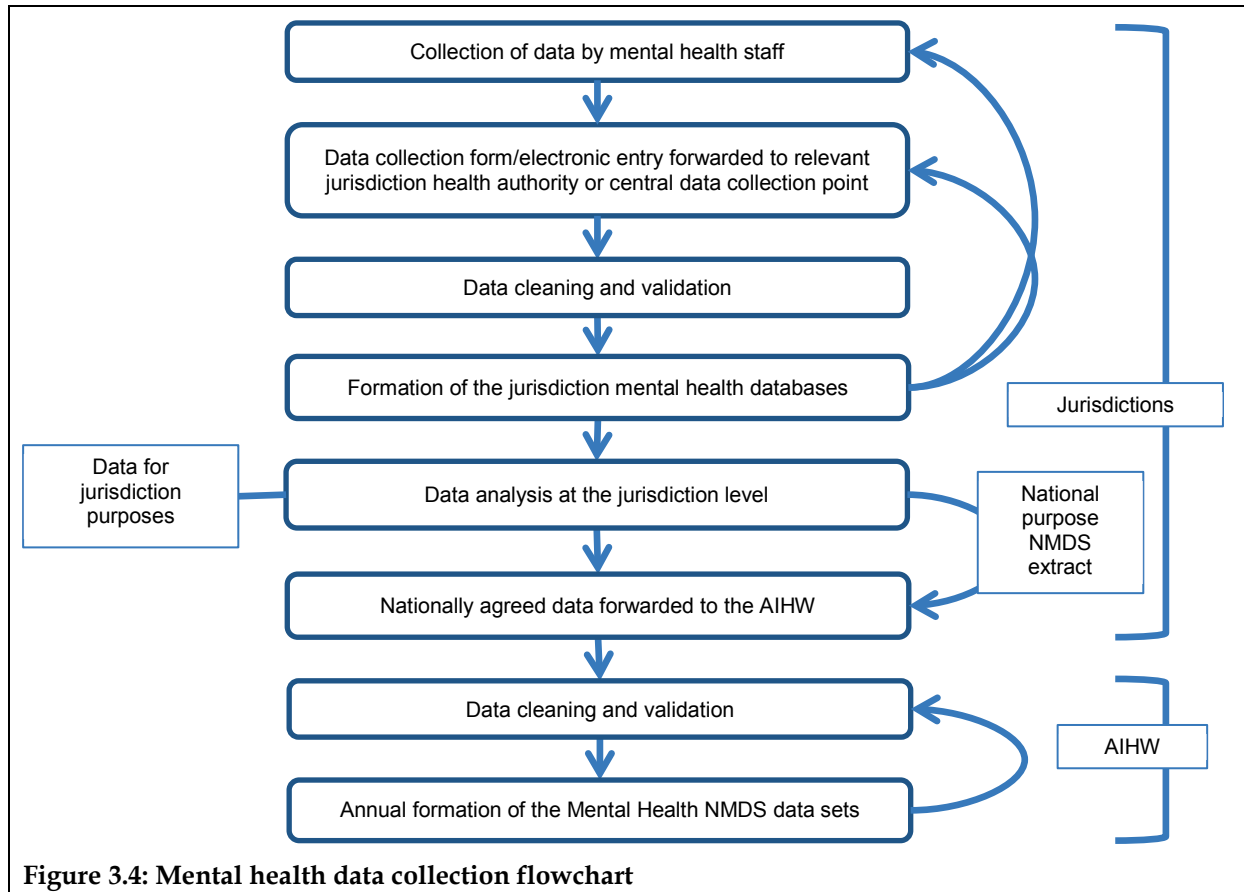 Collection of data by mental health staff
Data collection form/electronic entry forwarded to relevant
jurisdiction health authority or central data collection point
Data cleaning and validation
Formation of the jurisdiction mental health databases
Jurisdictions
Data for
jurisdiction
purposes
Data analysis at the jurisdiction level
National
purpose
NMDS
extract
Nationally agreed data forwarded to the AIHW
Data cleaning and validation
AIHW
Annual formation of the Mental Health NMDS data sets
Figure 3.4: Mental health data collection flowchart